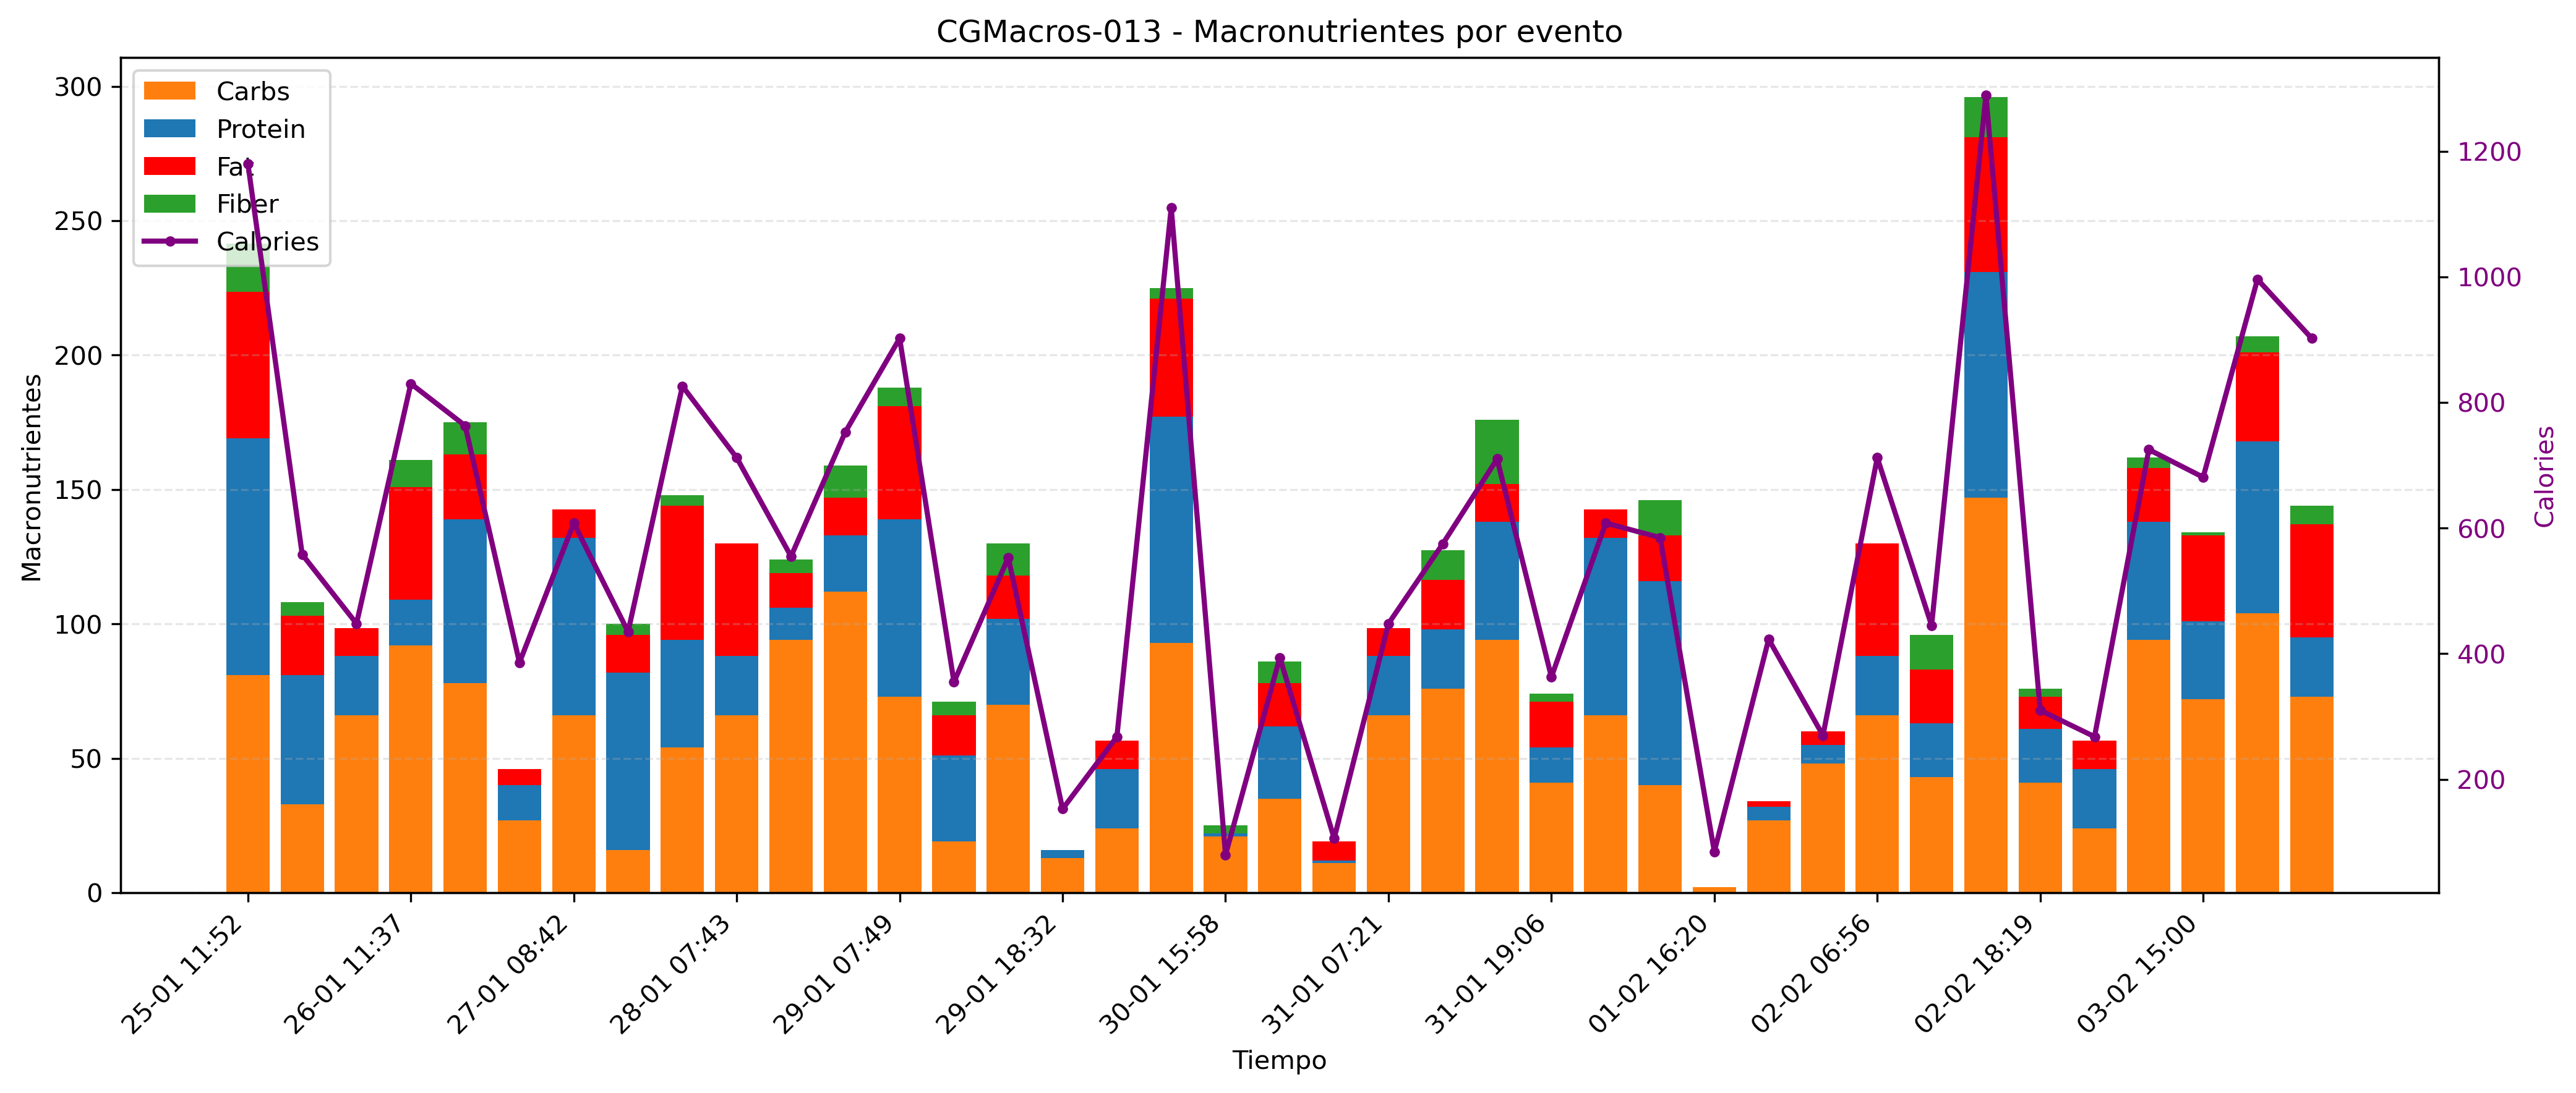 CGMacros-013 - Macronutrientes por evento
Carbs
Protein
Fat
Fiber
Calories
Macronutrientes
300
250
200
150
100
50
0
1200
1000
800
600
400
200
Calories
25-01 11:52
26-01 11:37
27-01 08:42
28-01 07:43
29-01 07:49
29-01 18:32
30-01 15:58
31-01 07:21
31-01 19:06
01-02 16:20
02-02 06:56
02-02 18:19
03-02 15:00
Tiempo